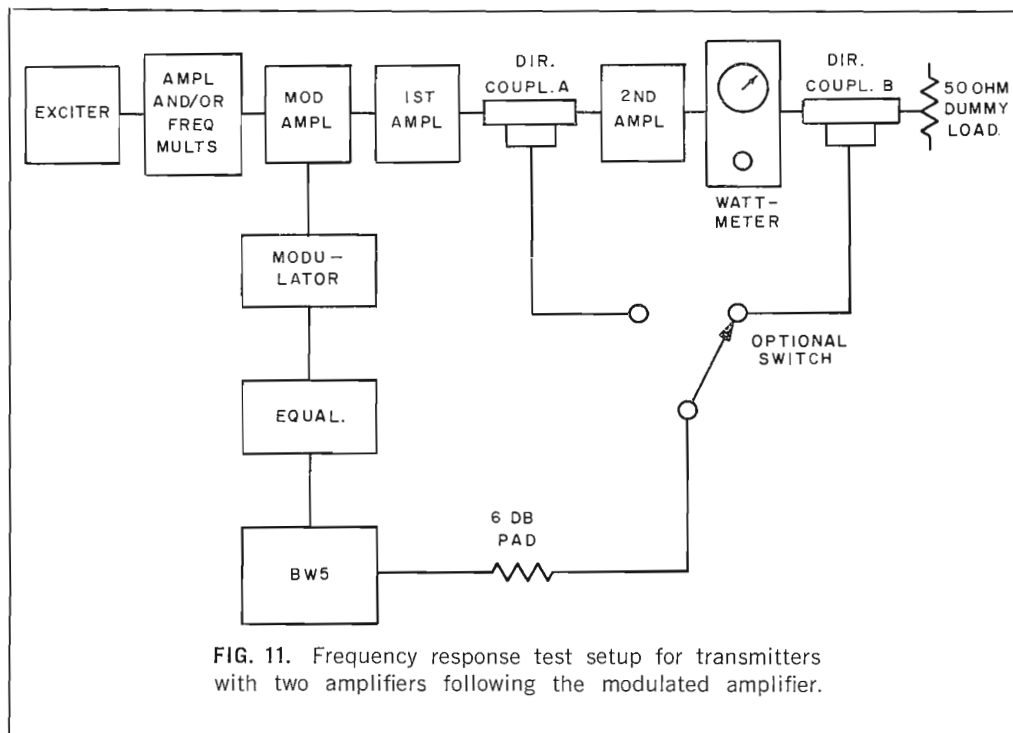 EXCITER
AMPL
AND/OR
FREQ
MULTS
MOD
AMPL
1ST
AMPL
DIR.
COUPL. A
2ND
AMPL
WATT-
METER
DIR.
COUPL. B
50 OHM
DUMMY
LOAD.
MODU-
LATOR
OPTIONAL
SWITCH
EQUAL.
6 DB
PAD
BW5
FIG. 11. Frequency response test setup for transmitters
with two amplifiers following the modulated amplifier.